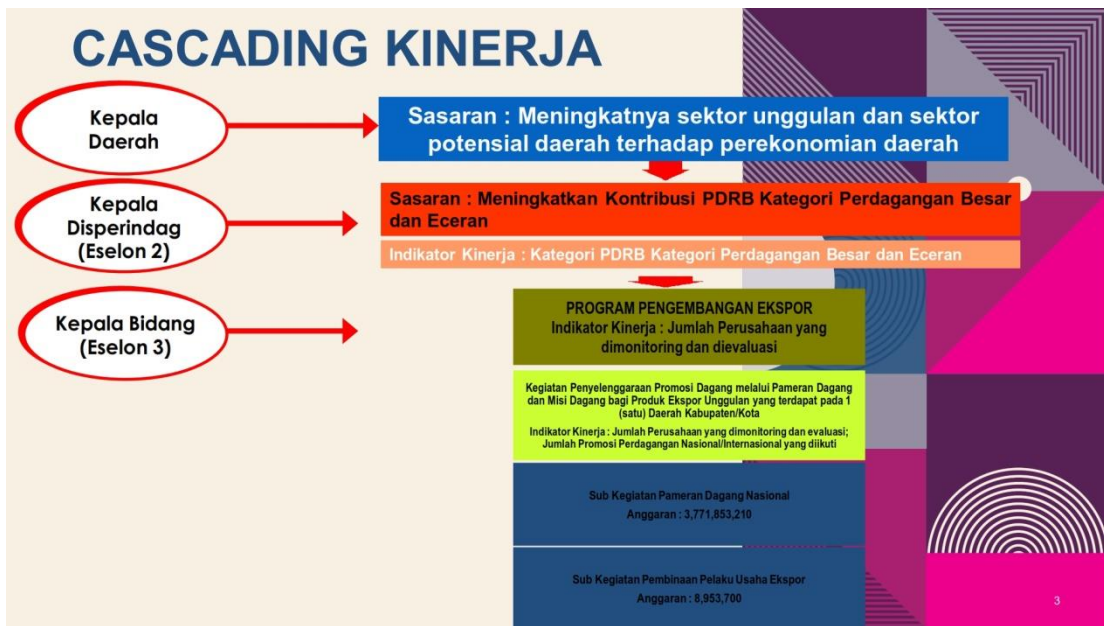 CASCADING KINERJA
Kepala
Daerah
Sasaran : Meningkatnya sektor unggulan dan sektor
potensial daerah terhadap perekonomian daerah
Kepala
Disperindag
(Eselon 2)
Sasaran : Meningkatkan Kontribusi PDRB Kategori Perdagangan Besar
dan Eceran
Indikator Kinerja : Kategori PDRB Kategori Perdagangan Besar dan Eceran
Kepala Bidang
(Eselon 3)
PROGRAM PENGEMBANGAN EKSPOR
Indikator Kinerja : Jumlah Perusahaan yang
dimonitoring dan dievaluasi
Kegiatan Penyelenggaraan Promosi Dagang melalui Pameran Dagang
dan Misi Dagang bagi Produk Ekspor Unggulan yang terdapat pada 1
(satu) Daerah Kabupaten/Kota
Indikator Kinerja : Jumlah Perusahaan yang dimonitoring dan evaluasi;
Jumlah Promosi Perdagangan Nasional/Internasional yang diikuti
Sub Kegiatan Pameran Dagang Nasional
Anggaran : 3,771,853,210
Sub Kegiatan Pembinaan Pelaku Usaha Ekspor
Anggaran : 8,953,700
3